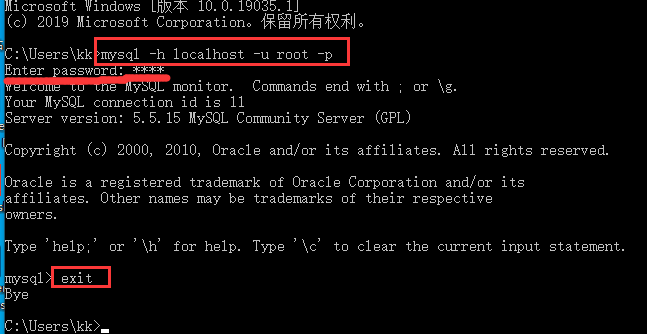 Microsoft Windows [版本 10.0.19035.1]
(c) 2019 Microsoft Corporation。保留所有权利。
C:\Users\kk>mysql -h localhost -u root -p
Enter password: ****
Welcome to the MySQL monitor.  Commands end with ; or \g.
Your MySQL connection id is 11
Server version: 5.5.15 MySQL Community Server (GPL)
Copyright (c) 2000, 2010, Oracle and/or its affiliates. All rights reserved.
Oracle is a registered trademark of Oracle Corporation and/or its
affiliates. Other names may be trademarks of their respective
owners.
Type 'help;' or '\h' for help. Type '\c' to clear the current input statement.
mysql> exit
Bye
C:\Users\kk>